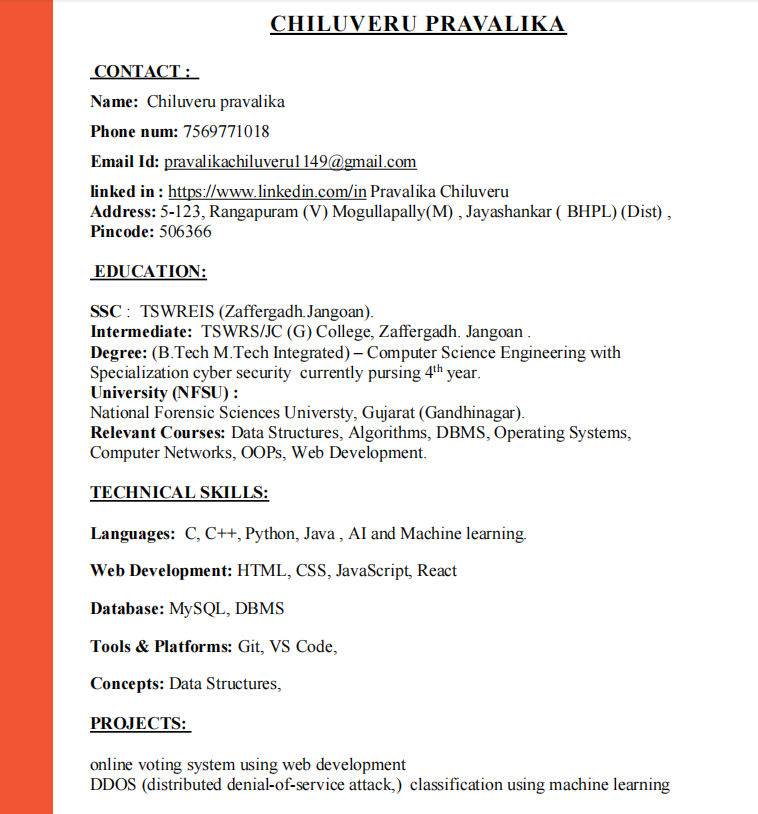 CHILUVERU PRAVALIKA
CONTACT :
Name: Chiluveru pravalika
Phone num: 7569771018
Email Id: pravalikachiluveru1149@gmail.com
linked in : https://www.linkedin.com/in Pravalika Chiluveru
Address: 5-123, Rangapuram (V) Mogullapally(M) , Jayashankar ( BHPL) (Dist) ,
Pincode: 506366
EDUCATION:
SSC : TSWREIS (Zaffergadh.Jangoan).
Intermediate: TSWRS/JC (G) College, Zaffergadh. Jangoan .
Degree: (B.Tech M.Tech Integrated) – Computer Science Engineering with
Specialization cyber security currently pursing 4th year.
University (NFSU) :
National Forensic Sciences Universty, Gujarat (Gandhinagar).
Relevant Courses: Data Structures, Algorithms, DBMS, Operating Systems,
Computer Networks, OOPs, Web Development.
TECHNICAL SKILLS:
Languages: C, C++, Python, Java , AI and Machine learning.
Web Development: HTML, CSS, JavaScript, React
Database: MySQL, DBMS
Tools & Platforms: Git, VS Code,
Concepts: Data Structures,
PROJECTS:
online voting system using web development
DDOS (distributed denial-of-service attack,) classification using machine learning